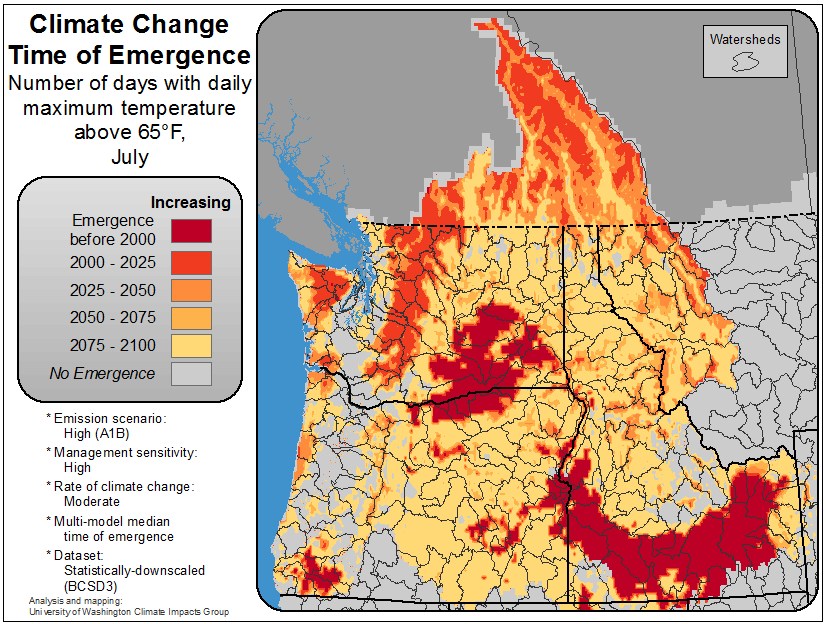 Climate Change
Time of Emergence
Number of days with daily
maximum temperature
above 65°F,
July
Watersheds
Increasing
Emergence
before 2000
2000 - 2025
2025 - 2050
2050 - 2075
2075 - 2100
No Emergence
* Emission scenario:
High (A1B)
* Management sensitivity:
High
* Rate of climate change:
Moderate
* Multi-model median
time of emergence
* Dataset:
Statistically-downscaled
(BCSD3)
Analysis and mapping:
University of Washington Climate Impacts Group